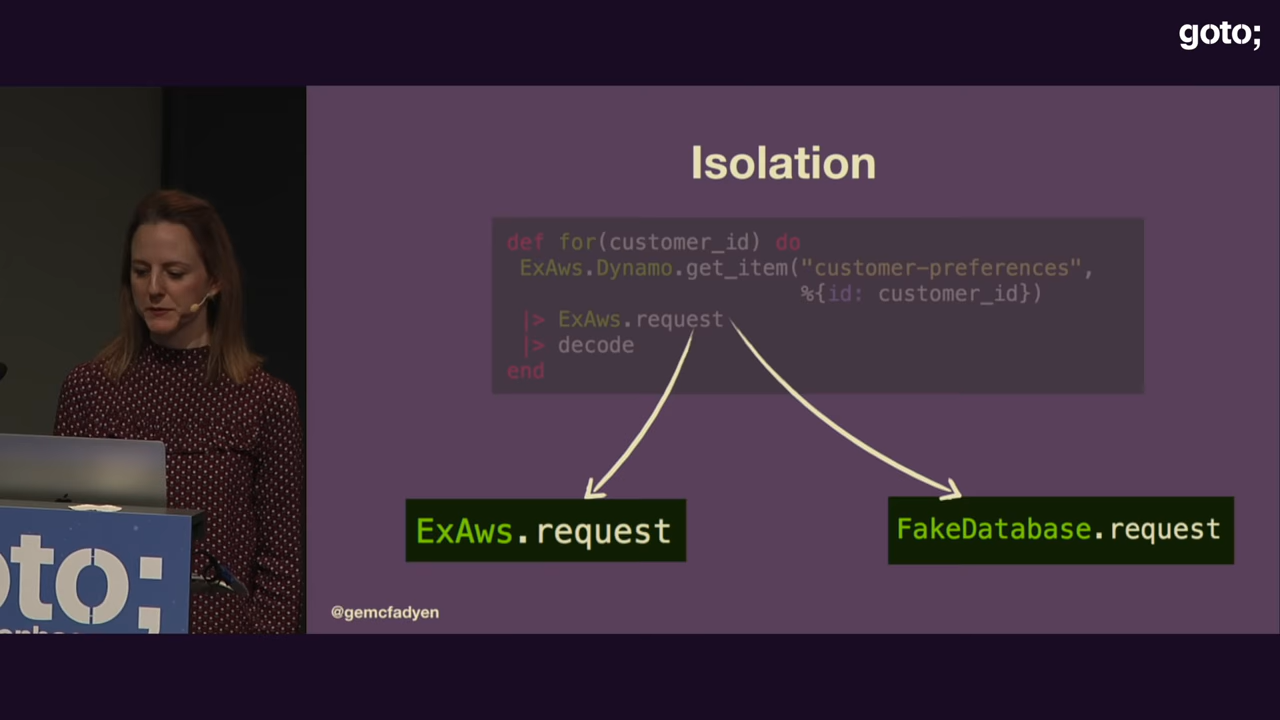 goto;
Isolation
def for(customer_id) do
ExAws.Dynamo.get_item("customer-preferences",
%{id: customer_id})
|> ExAws.request
|> decode
end
ExAws.request
FakeDatabase.request
@gemcfadyen
oto;